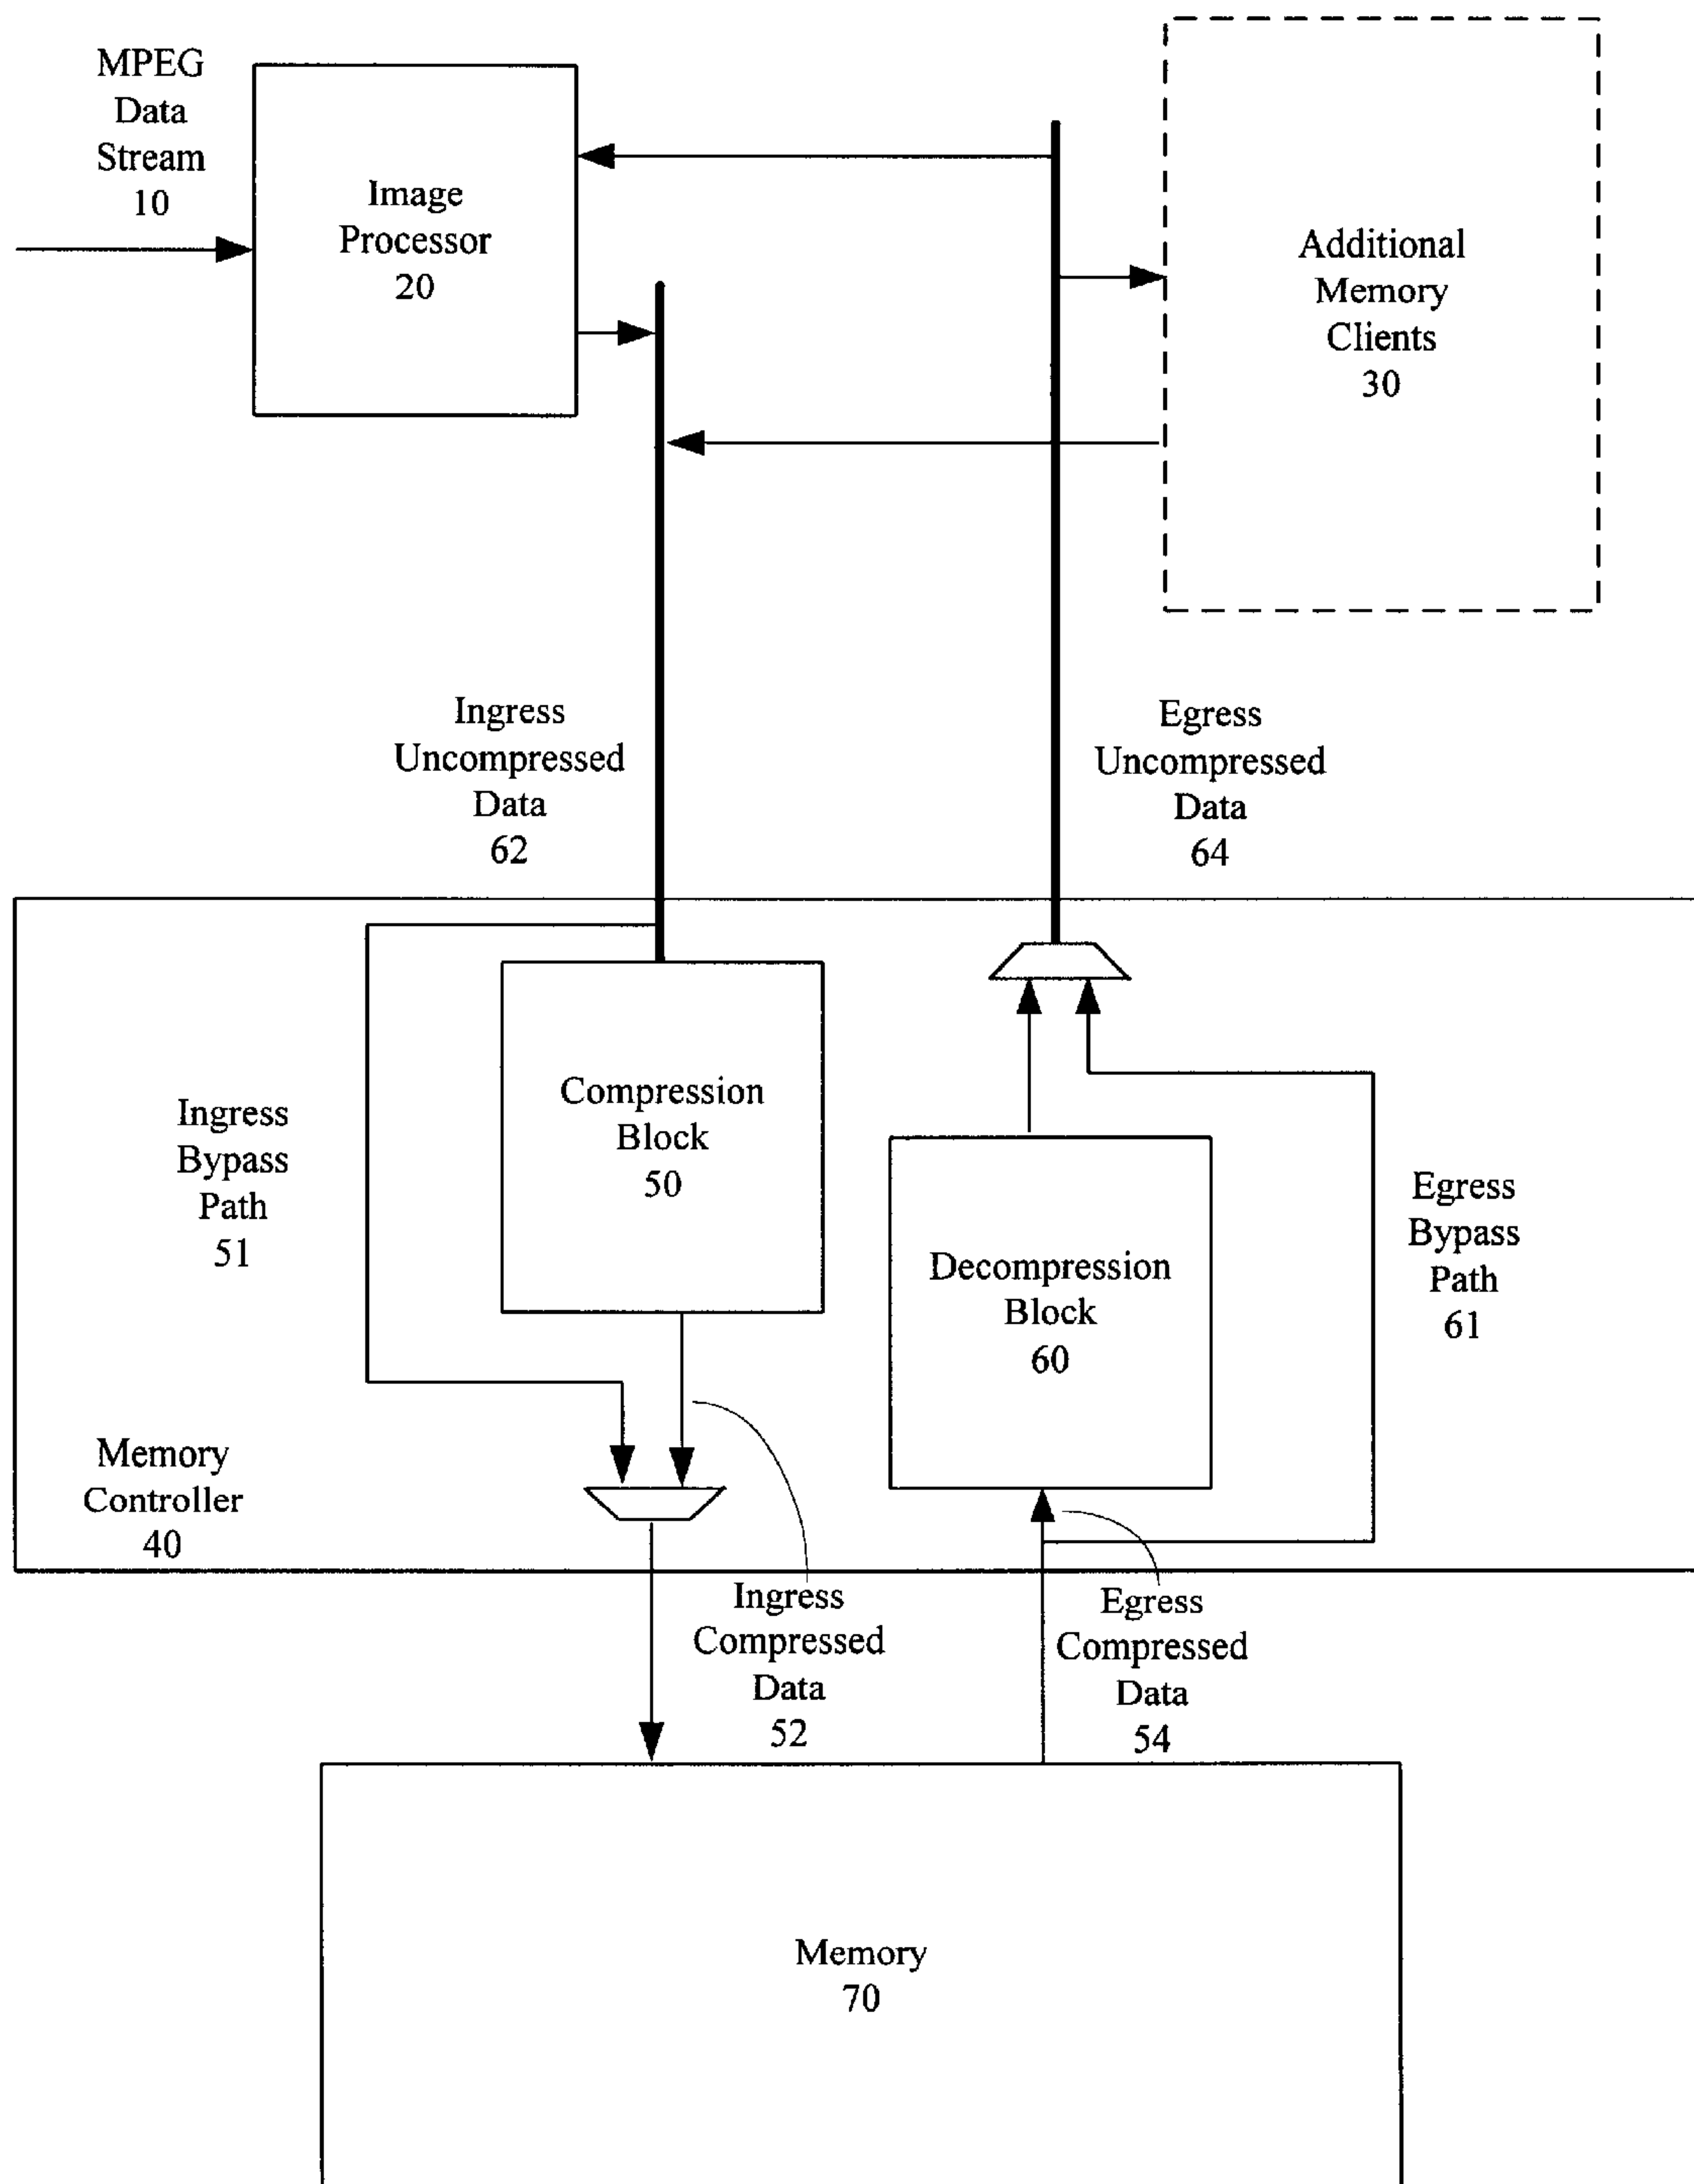 MPEG
Data
Stream
10
Image
Processor
20
Additional
Memory
Clients
30
Ingress
Uncompressed
Data
62
Egress
Uncompressed
Data
64
Compression
Block
50
Ingress
Bypass
Path
51
Decompression
Block
60
Egress
Bypass
Path
61
Memory
Controller
40
Ingress
Compressed
Data
52
Egress
Compressed
Data
54
Memory
70